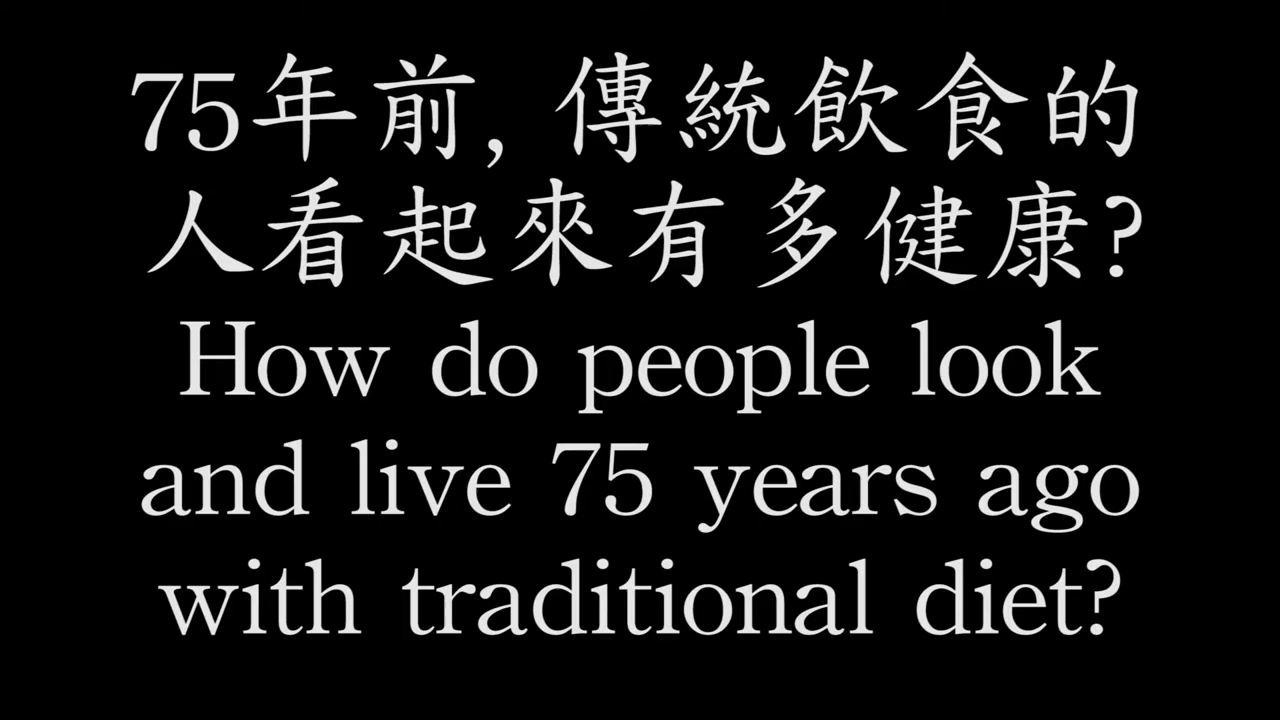 75年前, 傳統飲食的
人看起來有多健康?
How do people look
and live 75 years ago
with traditional diet?